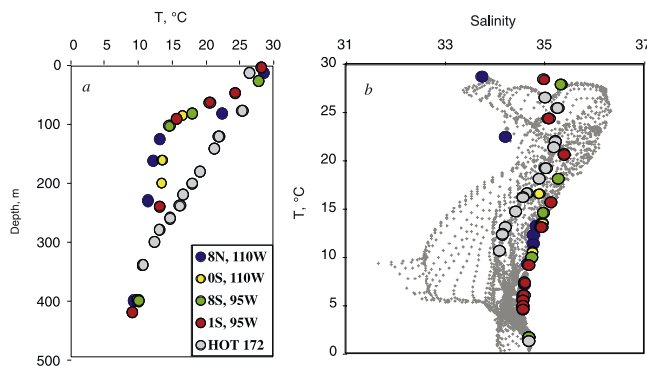 T, °C
0 5 10 15 20 25 30
a
0
100
200
300
400
500
Depth, m
8N, 110W
0S, 110W
8S, 95W
1S, 95W
HOT 172
Salinity
31 33 35 37
b
30
25
20
15
10
5
0
T, °C